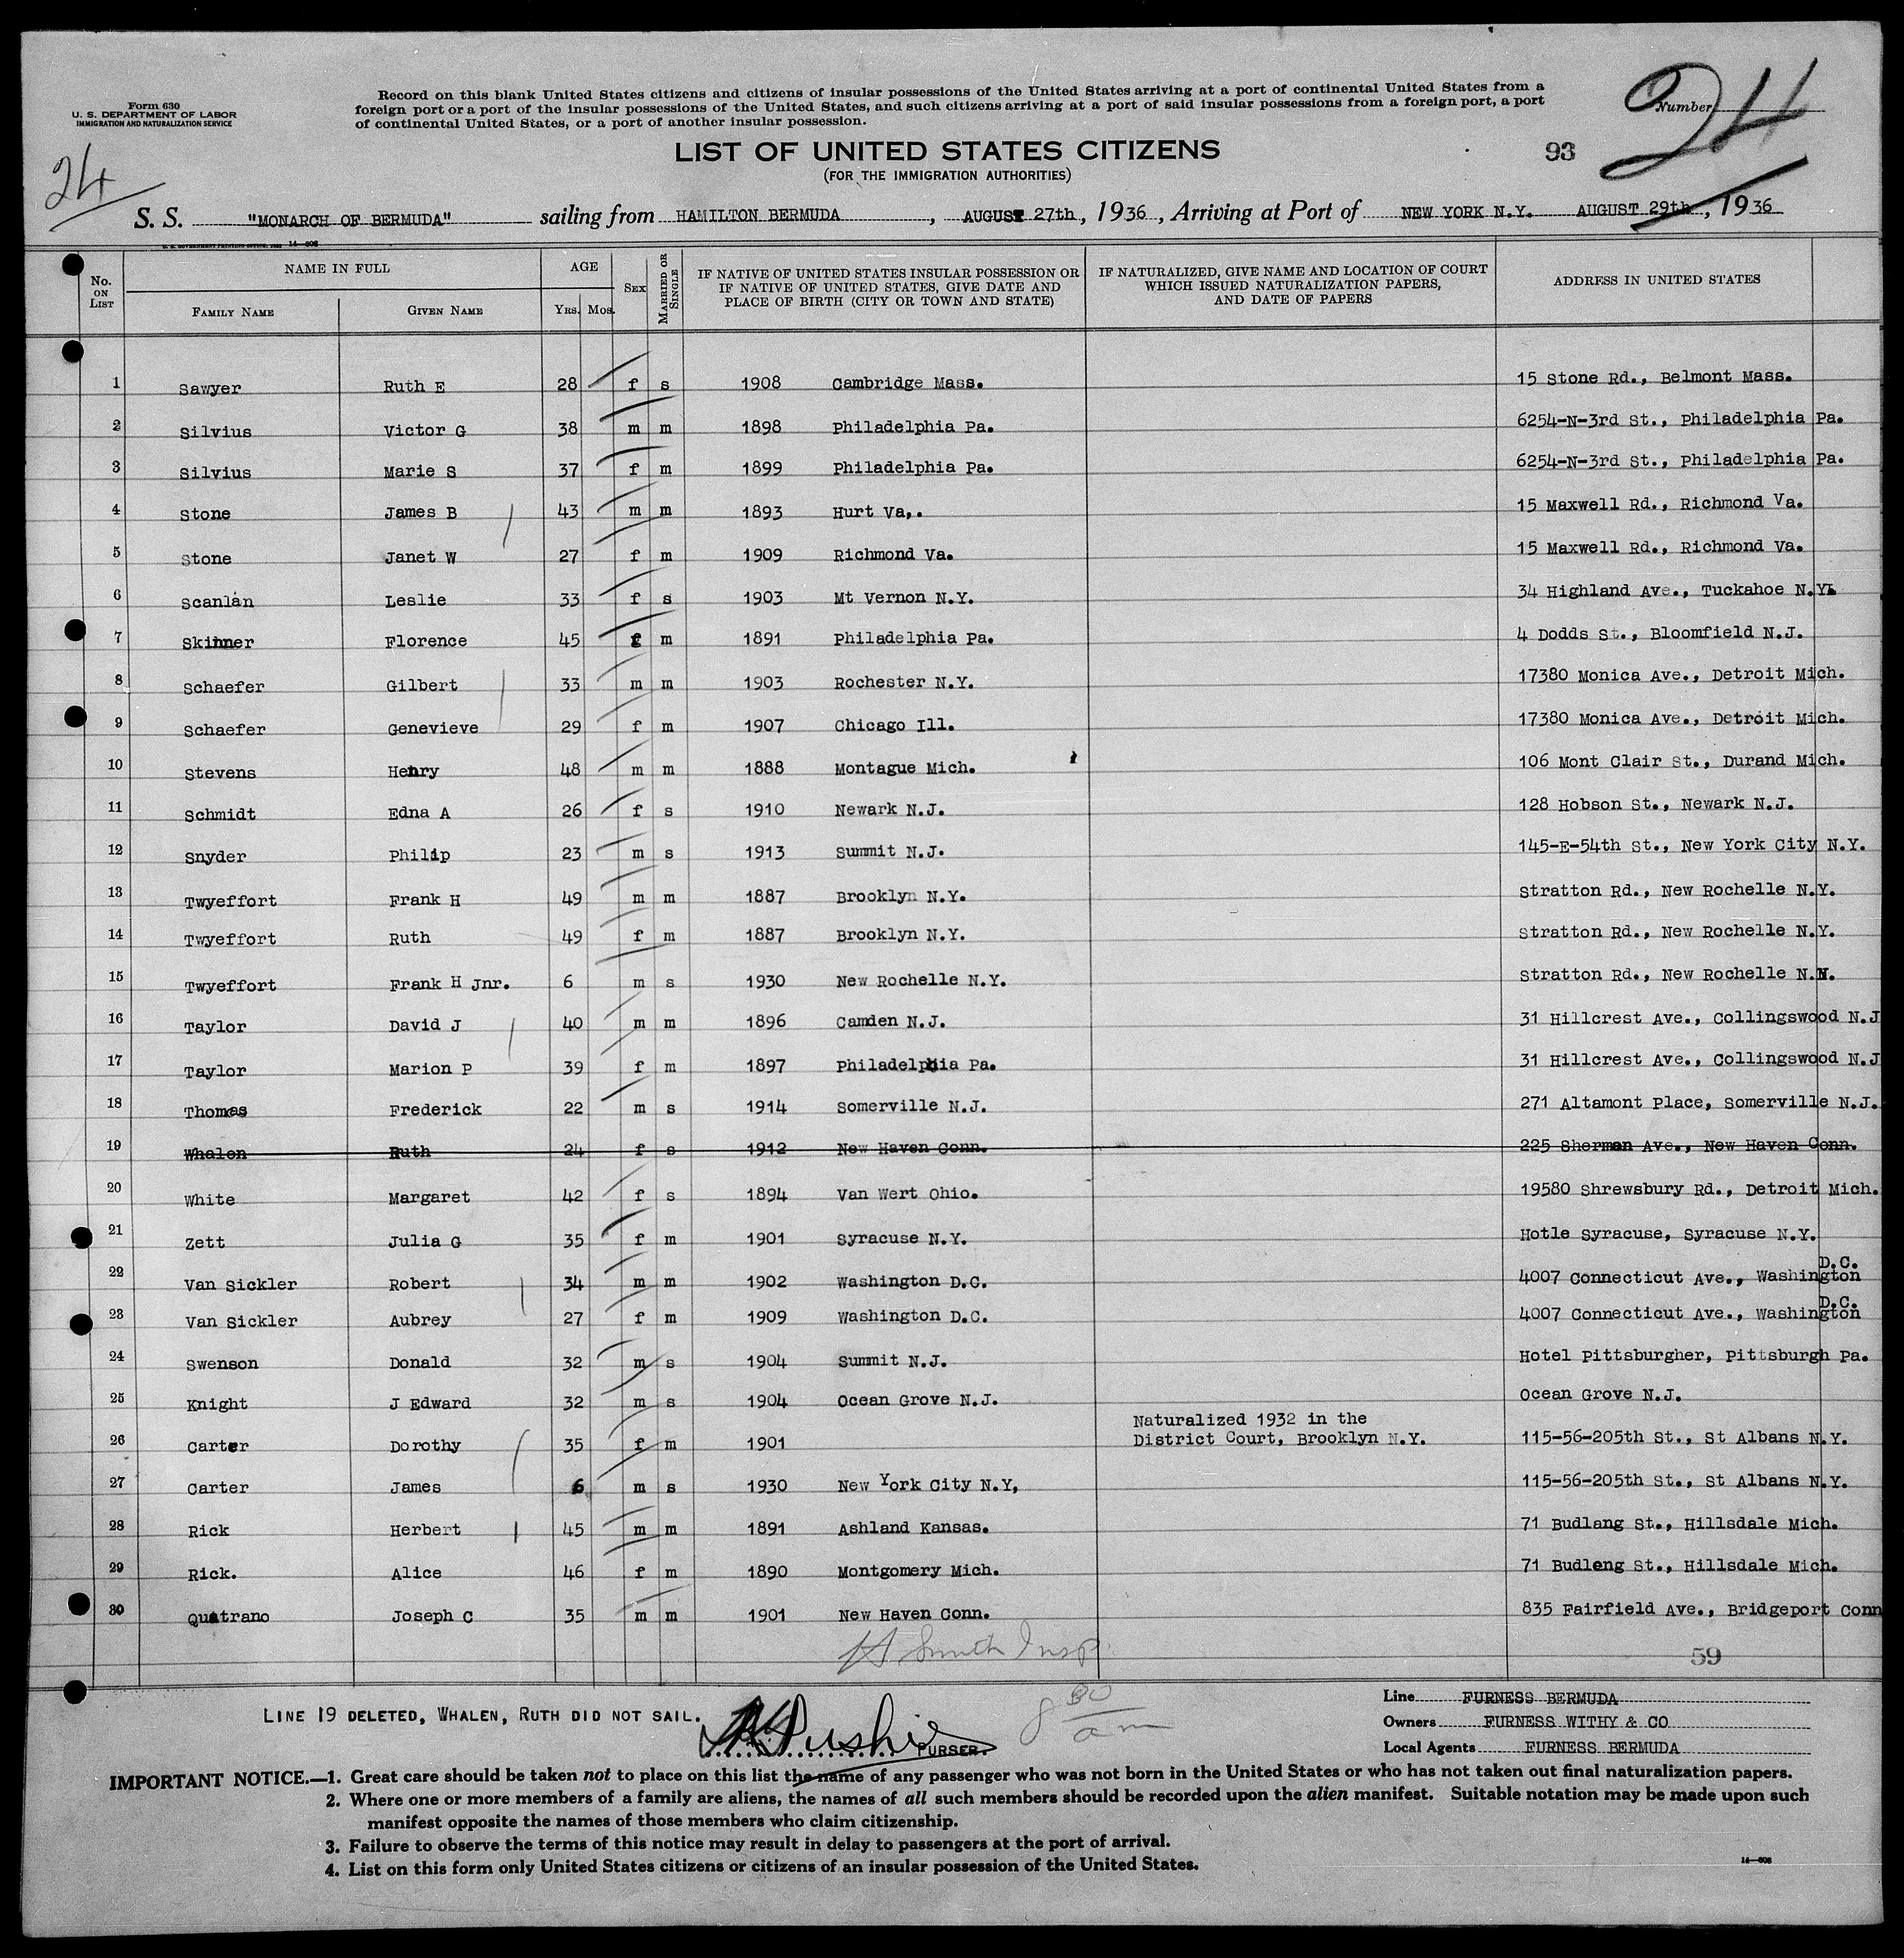 Form 630
U. S. DEPARTMENT OF LABOR
IMMIGRATION AND NATURALIZATION SERVICE
Record on this blank United States citizens and citizens of insular possessions of the United States arriving at a port of continental United States from a
foreign port or a port of the insular possessions of the United States, and such citizens arriving at a port of said insular possessions from a foreign port, a port
of continental United States, or a port of another insular possession.
Number 24
LIST OF UNITED STATES CITIZENS
(FOR THE IMMIGRATION AUTHORITIES)
93
24
S. S. "MONARCH OF BERMUDA" sailing from HAMILTON BERMUDA, AUGUST 27th, 1936, Arriving at Port of NEW YORK N.Y. AUGUST 29th, 1936
No. ON LIST
NAME IN FULL
FAMILY NAME GIVEN NAME
AGE
YRS. MOS.
SEX
MARRIED OR SINGLE
IF NATIVE OF UNITED STATES INSULAR POSSESSION OR
IF NATIVE OF UNITED STATES, GIVE DATE AND
PLACE OF BIRTH (CITY OR TOWN AND STATE)
IF NATURALIZED, GIVE NAME AND LOCATION OF COURT
WHICH ISSUED NATURALIZATION PAPERS,
AND DATE OF PAPERS
ADDRESS IN UNITED STATES
1 Sawyer Ruth E 28 f s 1908 Cambridge Mass. 15 Stone Rd., Belmont Mass.
2 Silvius Victor G 38 m m 1898 Philadelphia Pa. 6254-N-3rd St., Philadelphia Pa.
3 Silvius Marie S 37 f m 1899 Philadelphia Pa. 6254-N-3rd St., Philadelphia Pa.
4 Stone James B 43 m m 1893 Hurt Va,. 15 Maxwell Rd., Richmond Va.
5 Stone Janet W 27 f m 1909 Richmond Va. 15 Maxwell Rd., Richmond Va.
6 Scanlan Leslie 33 f s 1903 Mt Vernon N.Y. 34 Highland Ave., Tuckahoe N.Y.
7 Skinner Florence 45 f m 1891 Philadelphia Pa. 4 Dodds St., Bloomfield N.J.
8 Schaefer Gilbert 33 m m 1903 Rochester N.Y. 17380 Monica Ave., Detroit Mich.
9 Schaefer Genevieve 29 f m 1907 Chicago Ill. 17380 Monica Ave., Detroit Mich.
10 Stevens Henry 48 m m 1888 Montague Mich. 106 Mont Clair St., Durand Mich.
11 Schmidt Edna A 26 f s 1910 Newark N.J. 128 Hobson St., Newark N.J.
12 Snyder Philip 23 m s 1913 Summit N.J. 145-E-54th St., New York City N.Y.
13 Twyeffort Frank H 49 m m 1887 Brooklyn N.Y. Stratton Rd., New Rochelle N.Y.
14 Twyeffort Ruth 49 f m 1887 Brooklyn N.Y. Stratton Rd., New Rochelle N.Y.
15 Twyeffort Frank H Jnr. 6 m s 1930 New Rochelle N.Y. Stratton Rd., New Rochelle N.Y.
16 Taylor David J 40 m m 1896 Camden N.J. 31 Hillcrest Ave., Collingswood N.J
17 Taylor Marion P 39 f m 1897 Philadelphia Pa. 31 Hillcrest Ave., Collingswood N.J
18 Thomas Frederick 22 m s 1914 Somerville N.J. 271 Altamont Place, Somerville N.J.
19 Whalen Ruth 24 f s 1912 New Haven Conn. 225 Sherman Ave., New Haven Conn.
20 White Margaret 42 f s 1894 Van Wert Ohio. 19580 Shrewsbury Rd., Detroit Mich.
21 Zett Julia G 35 f m 1901 Syracuse N.Y. Hotle Syracuse, Syracuse N.Y.
22 Van Sickler Robert 34 m m 1902 Washington D.C. 4007 Connecticut Ave., Washington D.C.
23 Van Sickler Aubrey 27 f m 1909 Washington D.C. 4007 Connecticut Ave., Washington D.C.
24 Swenson Donald 32 m s 1904 Summit N.J. Hotel Pittsburgher, Pittsburgh Pa.
25 Knight J Edward 32 m s 1904 Ocean Grove N.J. Ocean Grove N.J.
26 Carter Dorothy 35 f m 1901 Naturalized 1932 in the District Court, Brooklyn N.Y. 115-56-205th St., St Albans N.Y.
27 Carter James 6 m s 1930 New York City N.Y, 115-56-205th St., St Albans N.Y.
28 Rick Herbert 45 m m 1891 Ashland Kansas. 71 Budlang St., Hillsdale Mich.
29 Rick. Alice 46 f m 1890 Montgomery Mich. 71 Budleng St., Hillsdale Mich.
30 Quatrano Joseph C 35 m m 1901 New Haven Conn. 835 Fairfield Ave., Bridgeport Conn
Smith Insp.
59
LINE 19 DELETED, WHALEN, RUTH DID NOT SAIL.
PURSER.
8 30 am
Line FURNESS BERMUDA
Owners FURNESS WITHY & CO
Local Agents FURNESS BERMUDA
IMPORTANT NOTICE.—1. Great care should be taken not to place on this list the name of any passenger who was not born in the United States or who has not taken out final naturalization papers.
2. Where one or more members of a family are aliens, the names of all such members should be recorded upon the alien manifest. Suitable notation may be made upon such
manifest opposite the names of those members who claim citizenship.
3. Failure to observe the terms of this notice may result in delay to passengers at the port of arrival.
4. List on this form only United States citizens or citizens of an insular possession of the United States.